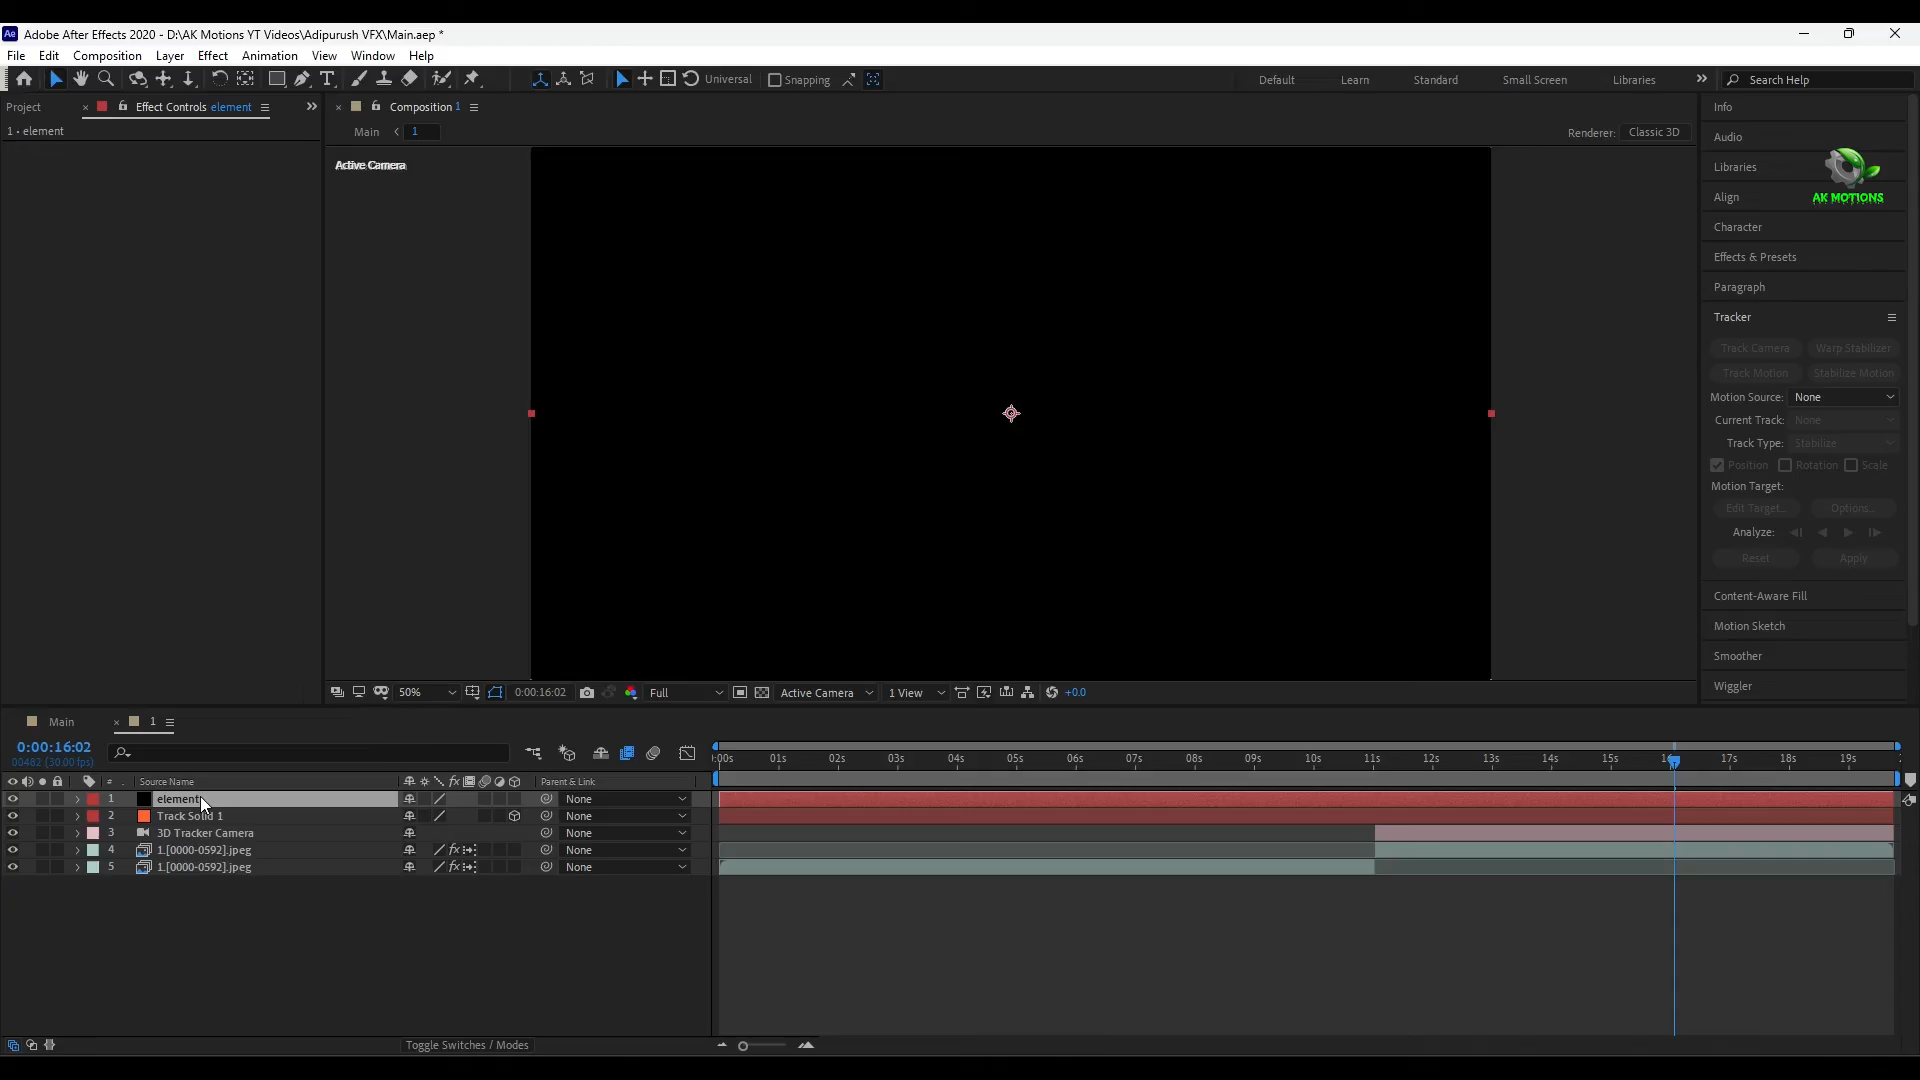 Adobe After Effects 2020 - D:\AK Motions YT Videos\Adipurush VFX\Main.aep *
File Edit Composition Layer Effect Animation View Window Help
Universal Snapping Default Learn Standard Small Screen Libraries Search Help
Project Effect Controls element
1 • element
Composition 1
Main 1
Renderer: Classic 3D
Active Camera
Info
Audio
Libraries
Align
AK MOTIONS
Character
Effects & Presets
Paragraph
Tracker
Track Camera Warp Stabilizer
Track Motion Stabilize Motion
Motion Source: None
Current Track: None
Track Type: Stabilize
Position Rotation Scale
Motion Target:
Edit Target... Options...
Analyze:
Reset Apply
Content-Aware Fill
Motion Sketch
Smoother
Wiggler
50% 0:00:16:02 Full Active Camera 1 View +0.0
Main 1
0:00:16:02
00482 (30.00 fps)
:00s 01s 02s 03s 04s 05s 06s 07s 08s 09s 10s 11s 12s 13s 14s 15s 17s 18s 19s
# Source Name Parent & Link
1 element None
2 Track Solid 1 None
3 3D Tracker Camera None
4 1.[0000-0592].jpeg fx None
5 1.[0000-0592].jpeg fx None
Toggle Switches / Modes